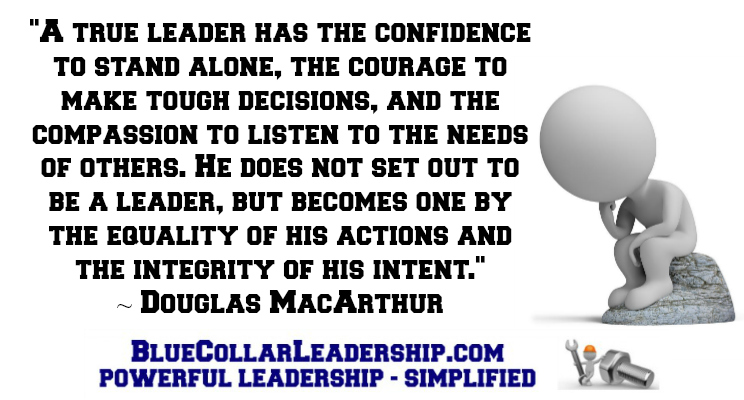 "A true leader has the confidence
to stand alone, the courage to
make tough decisions, and the
compassion to listen to the needs
of others. He does not set out to
be a leader, but becomes one by
the equality of his actions and
the integrity of his intent."
~ Douglas MacArthur
BlueCollarLeadership.com
powerful leadership - simplified